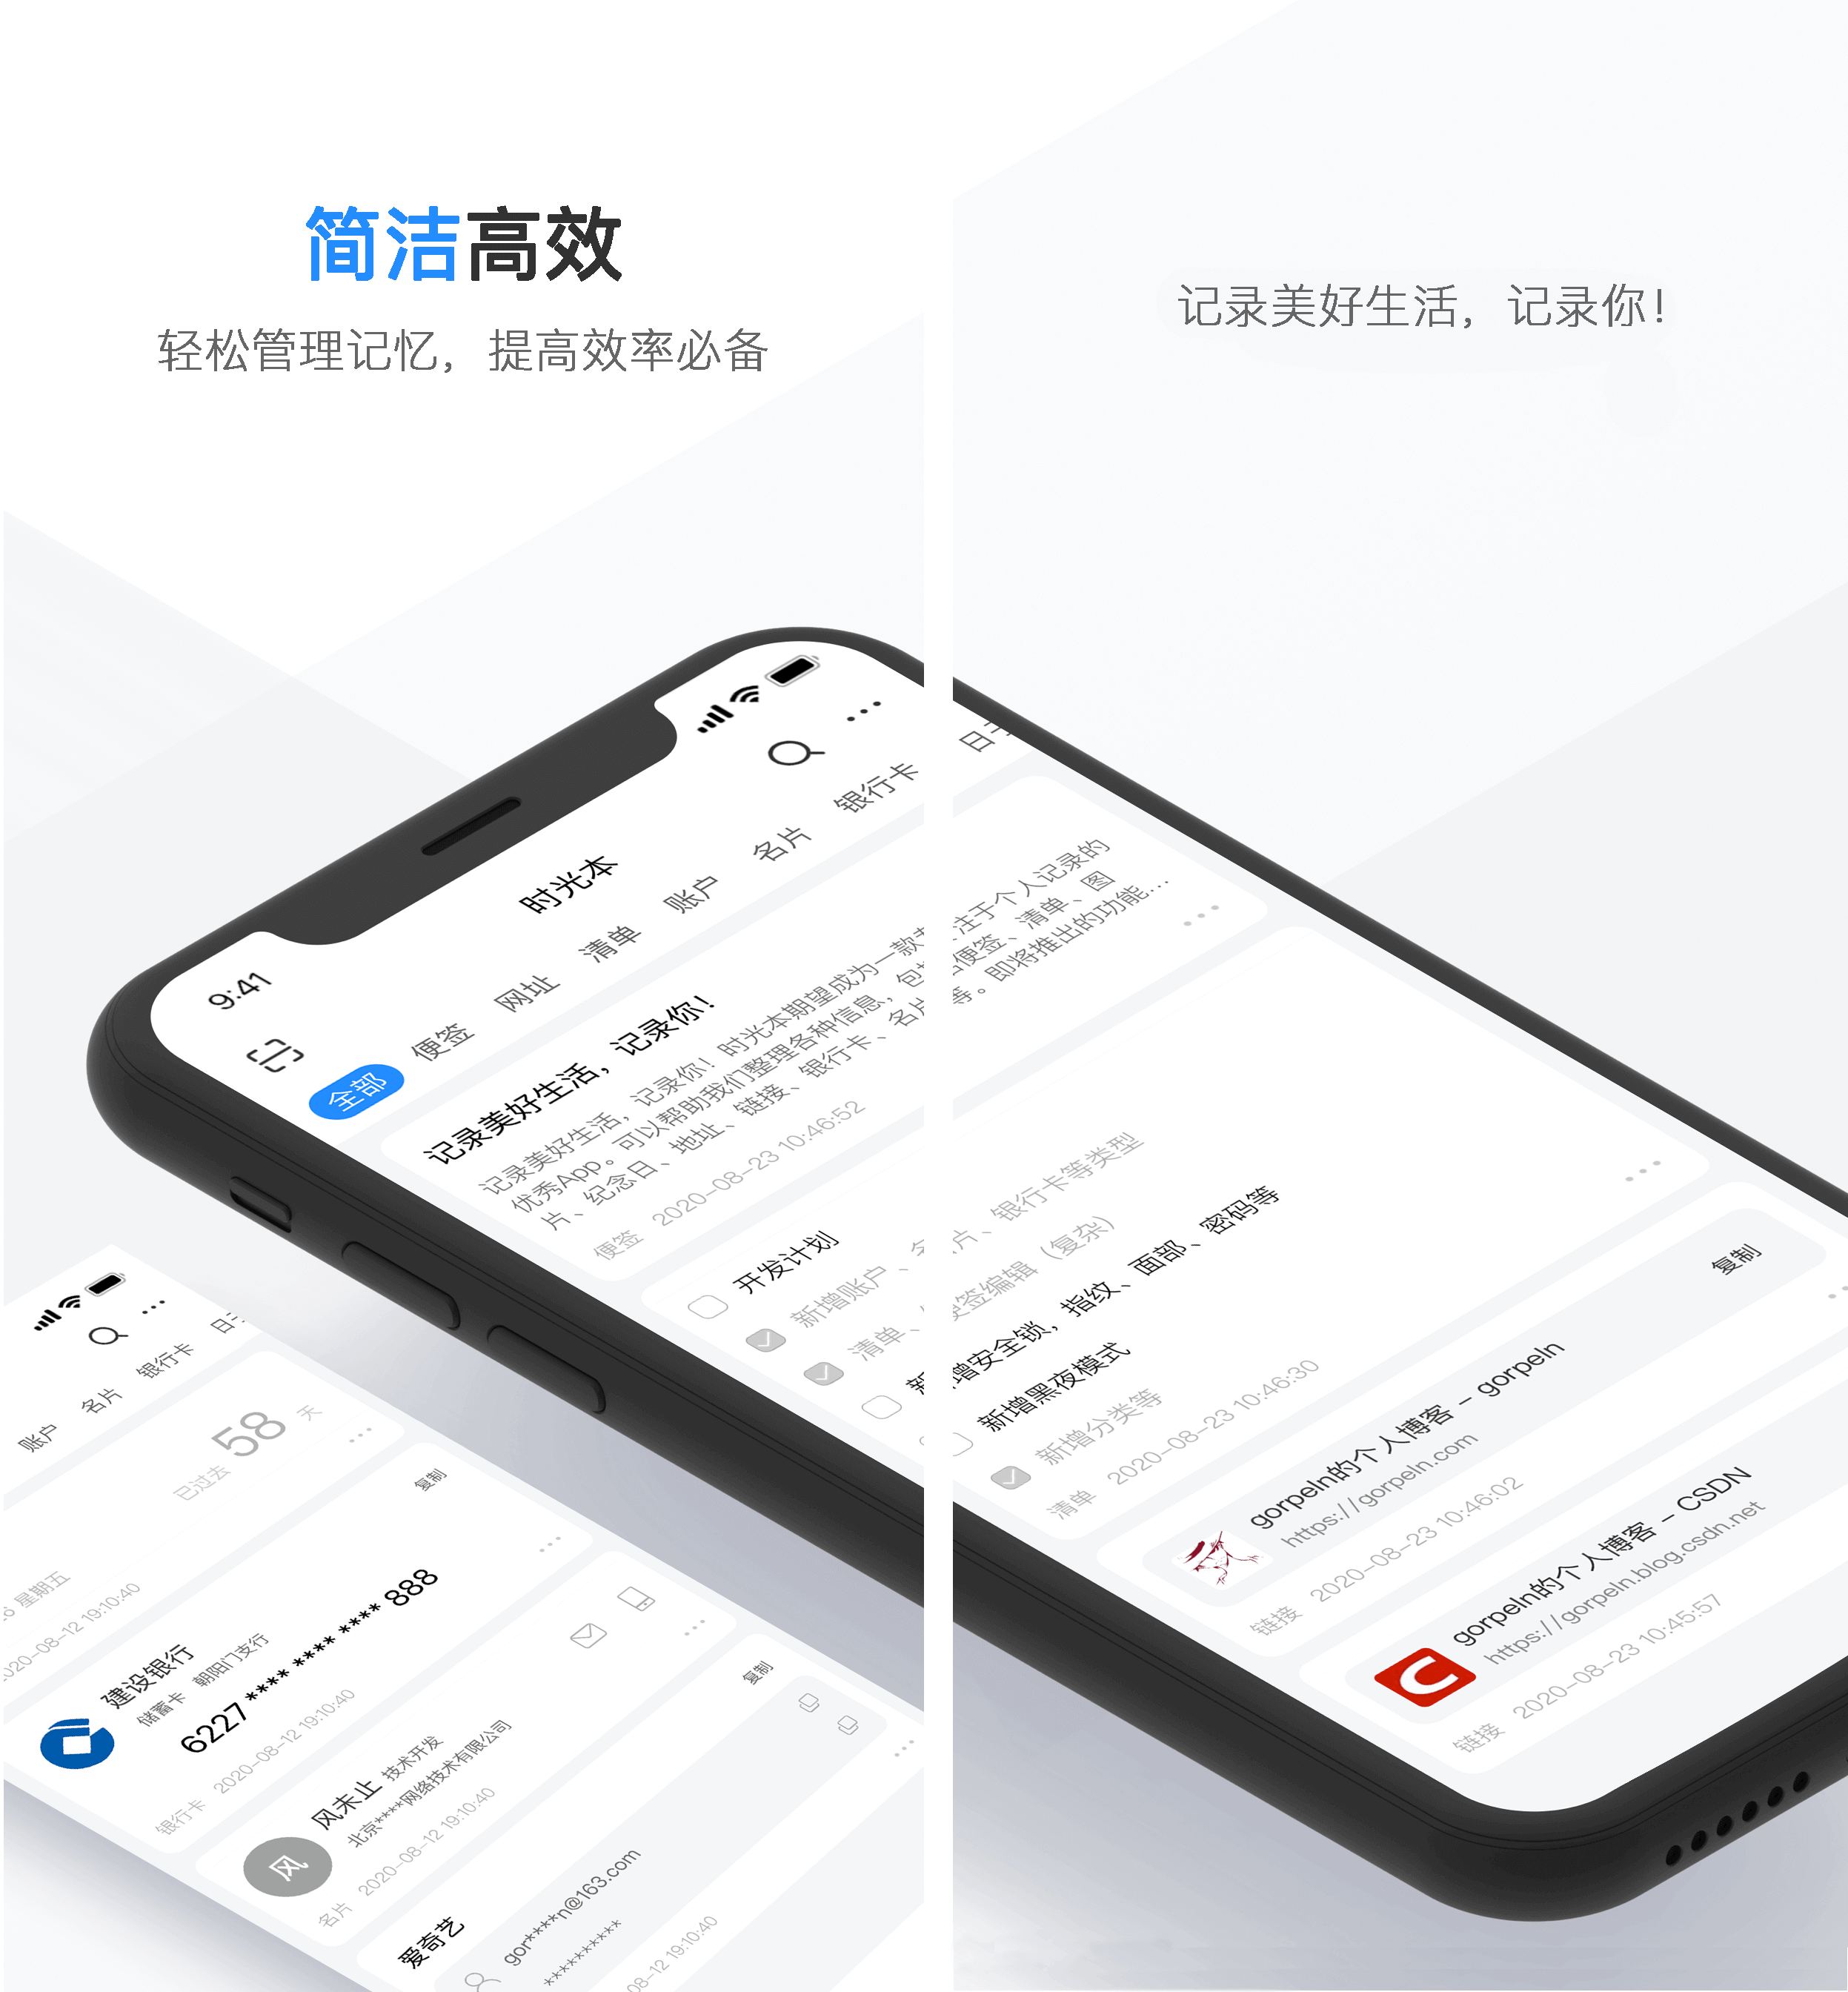 简洁高效
轻松管理记忆，提高效率必备
记录美好生活，记录你!
9:41
时光本
全部 便签 网址 清单 账户 名片 银行卡 日子
记录美好生活，记录你!
记录美好生活，记录你！时光本期望成为一款专注于个人记录的
优秀App。可以帮助我们整理各种信息，包括便签、清单、图
片、纪念日、地址、链接、银行卡、名片等。即将推出的功能...
便签 2020-08-23 10:46:52
开发计划
新增账户、名片、银行卡等类型
清单、便签编辑（复杂）
新增安全锁，指纹、面部、密码等
新增黑夜模式
新增分类等
清单 2020-08-23 10:46:30
复制
gorpeln的个人博客 - gorpeln
https://gorpeln.com
链接 2020-08-23 10:46:02
gorpeln的个人博客 - CSDN
https://gorpeln.blog.csdn.net
链接 2020-08-23 10:45:57
账户 名片 银行卡 日子
已过去 58 天
星期五
2020-08-12 19:10:40
复制
建设银行
储蓄卡 朝阳门支行
6227 **** **** **** 888
银行卡 2020-08-12 19:10:40
风
风未止 技术开发
北京****网络技术有限公司
名片 2020-08-12 19:10:40
复制
爱奇艺
gor****n@163.com
**********
08-12 19:10:40